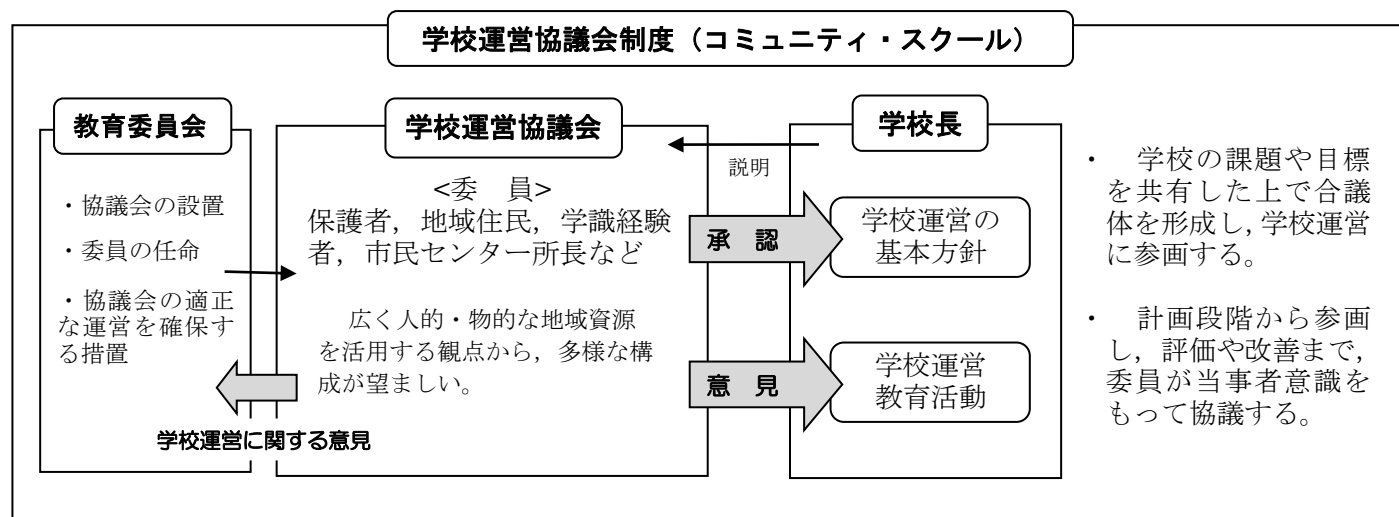 学校運営協議会制度（コミュニティ・スクール）
教育委員会
・協議会の設置
・委員の任命
・協議会の適正
な運営を確保す
る措置
学校運営協議会
<委　員>
保護者，地域住民，学識経験
者，市民センター所長など
広く人的・物的な地域資源
を活用する観点から，多様な構
成が望ましい。
学校運営に関する意見
説明
承　認
意　見
学校長
学校運営の
基本方針
学校運営
教育活動
・　学校の課題や目標
を共有した上で合議
体を形成し，学校運営
に参画する。
・　計画段階から参画
し，評価や改善まで，
委員が当事者意識を
もって協議する。